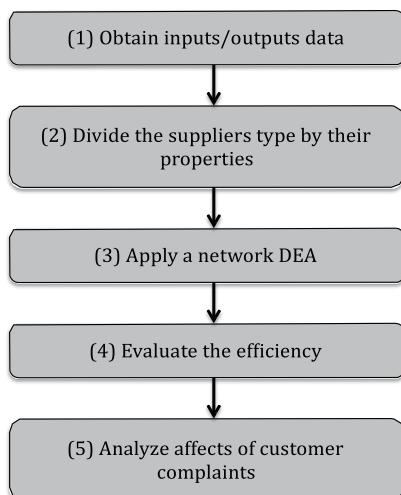 (1) Obtain inputs/outputs data
(2) Divide the suppliers type by their
properties
(3) Apply a network DEA
(4) Evaluate the efficiency
(5) Analyze affects of customer
complaints